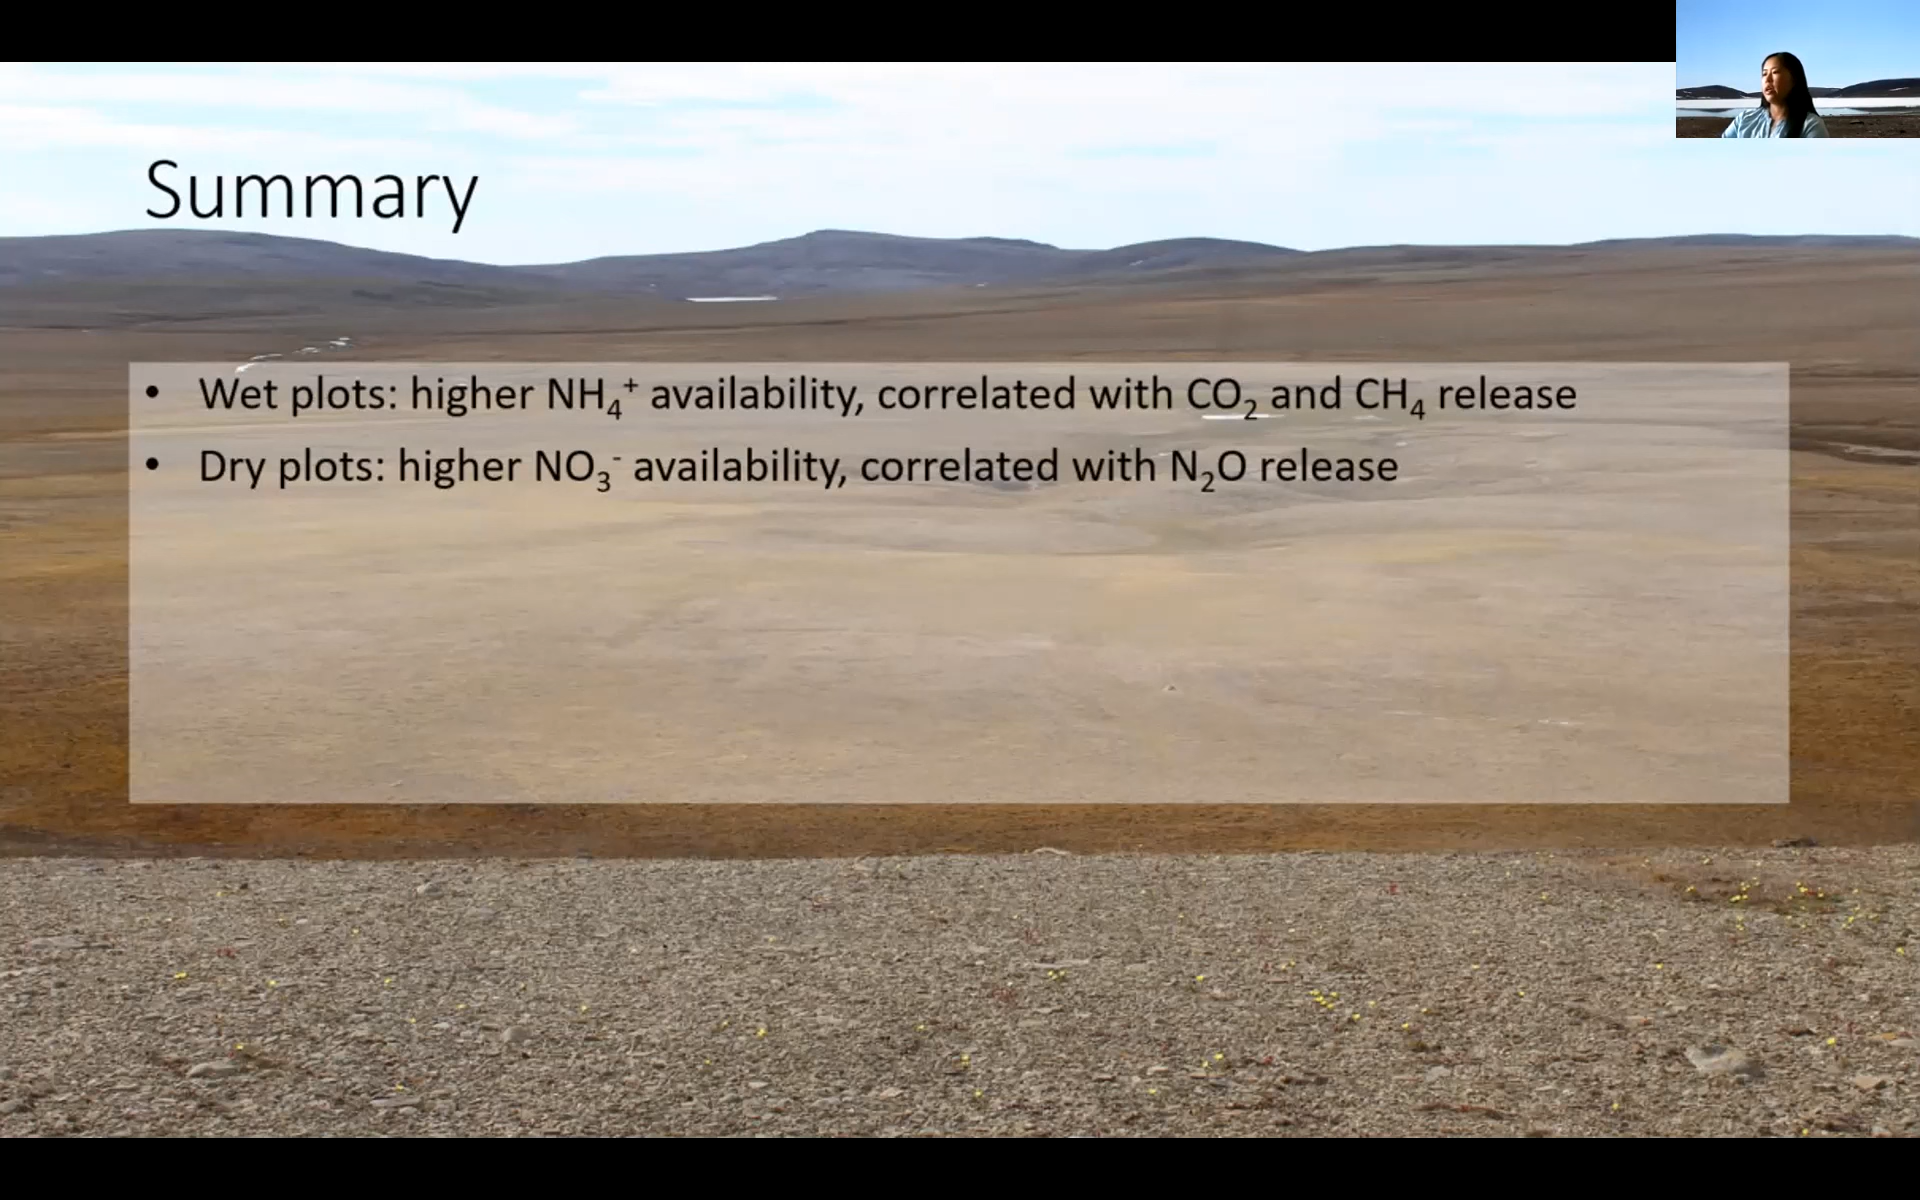 Summary
• Wet plots: higher NH₄⁺ availability, correlated with CO₂ and CH₄ release
• Dry plots: higher NO₃⁻ availability, correlated with N₂O release